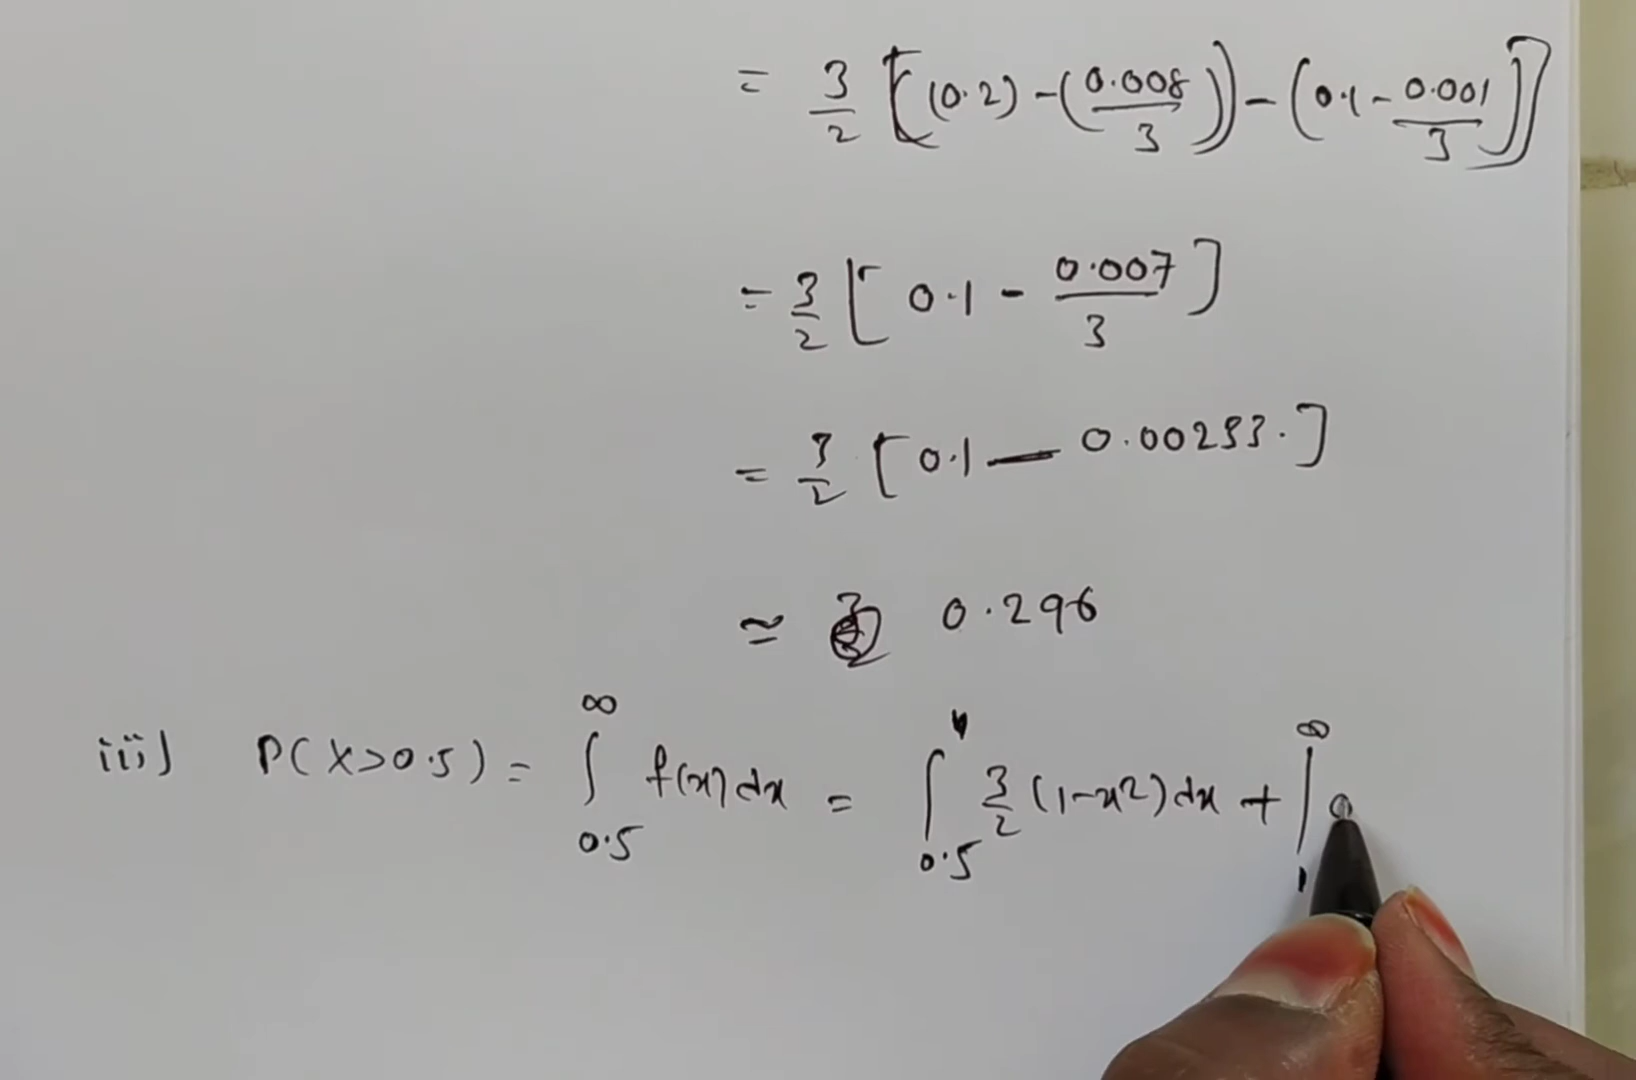 = 3/2 [((0.2) - (0.008/3)) - (0.1 - 0.001/3)]
= 3/2 [0.1 - 0.007/3]
= 3/2 [0.1 — 0.00233.]
≃ 0.296
iii) P(X>0.5) = ∫_{0.5}^{∞} f(x) dx = ∫_{0.5}^{1} 3/2 (1-x²) dx + ∫_{1}^{∞} 0